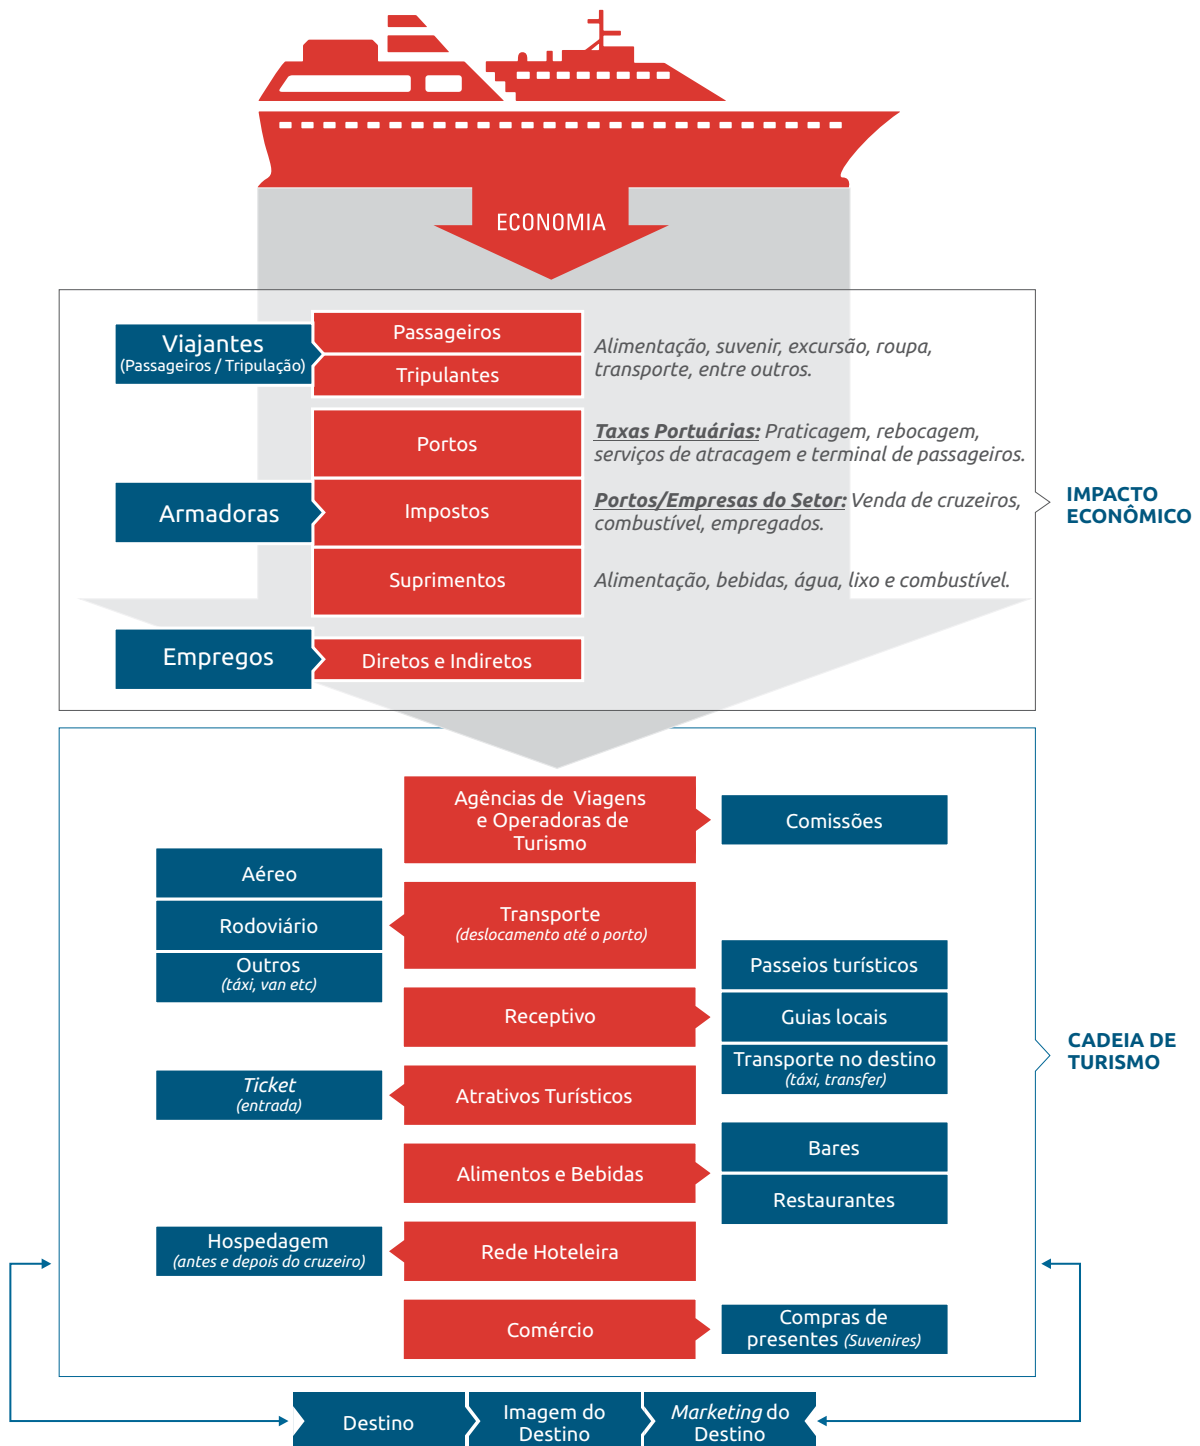 ECONOMIA
Viajantes
(Passageiros / Tripulação)
Passageiros
Tripulantes
Alimentação, suvenir, excursão, roupa,
transporte, entre outros.
Armadoras
Portos
Taxas Portuárias: Praticagem, rebocagem,
serviços de atracagem e terminal de passageiros.
Impostos
Portos/Empresas do Setor: Venda de cruzeiros,
combustível, empregados.
Suprimentos
Alimentação, bebidas, água, lixo e combustível.
Empregos
Diretos e Indiretos
IMPACTO
ECONÔMICO
Agências de Viagens
e Operadoras de
Turismo
Comissões
Aéreo
Rodoviário
Outros
(táxi, van etc)
Transporte
(deslocamento até o porto)
Receptivo
Passeios turísticos
Guias locais
Transporte no destino
(táxi, transfer)
Ticket
(entrada)
Atrativos Turísticos
Alimentos e Bebidas
Bares
Restaurantes
Hospedagem
(antes e depois do cruzeiro)
Rede Hoteleira
Comércio
Compras de
presentes (Suvenires)
CADEIA DE
TURISMO
Destino
Imagem do
Destino
Marketing do
Destino